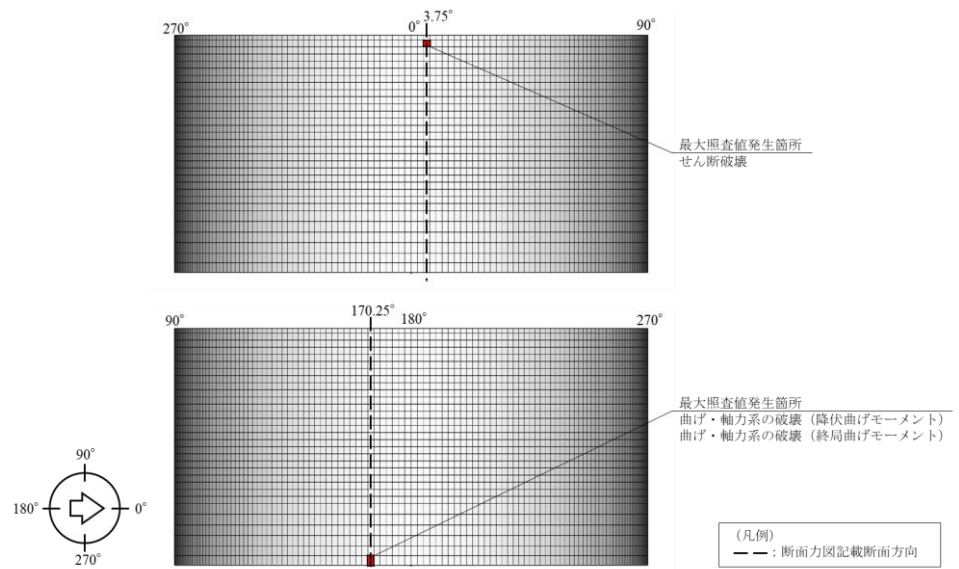 3.75°
270°
0°
90°
最大照査値発生箇所
せん断破壊
170.25°
90°
180°
270°
最大照査値発生箇所
曲げ・軸力系の破壊（降伏曲げモーメント）
曲げ・軸力系の破壊（終局曲げモーメント）
90°
180°
0°
270°
（凡例）
：断面力図記載断面方向